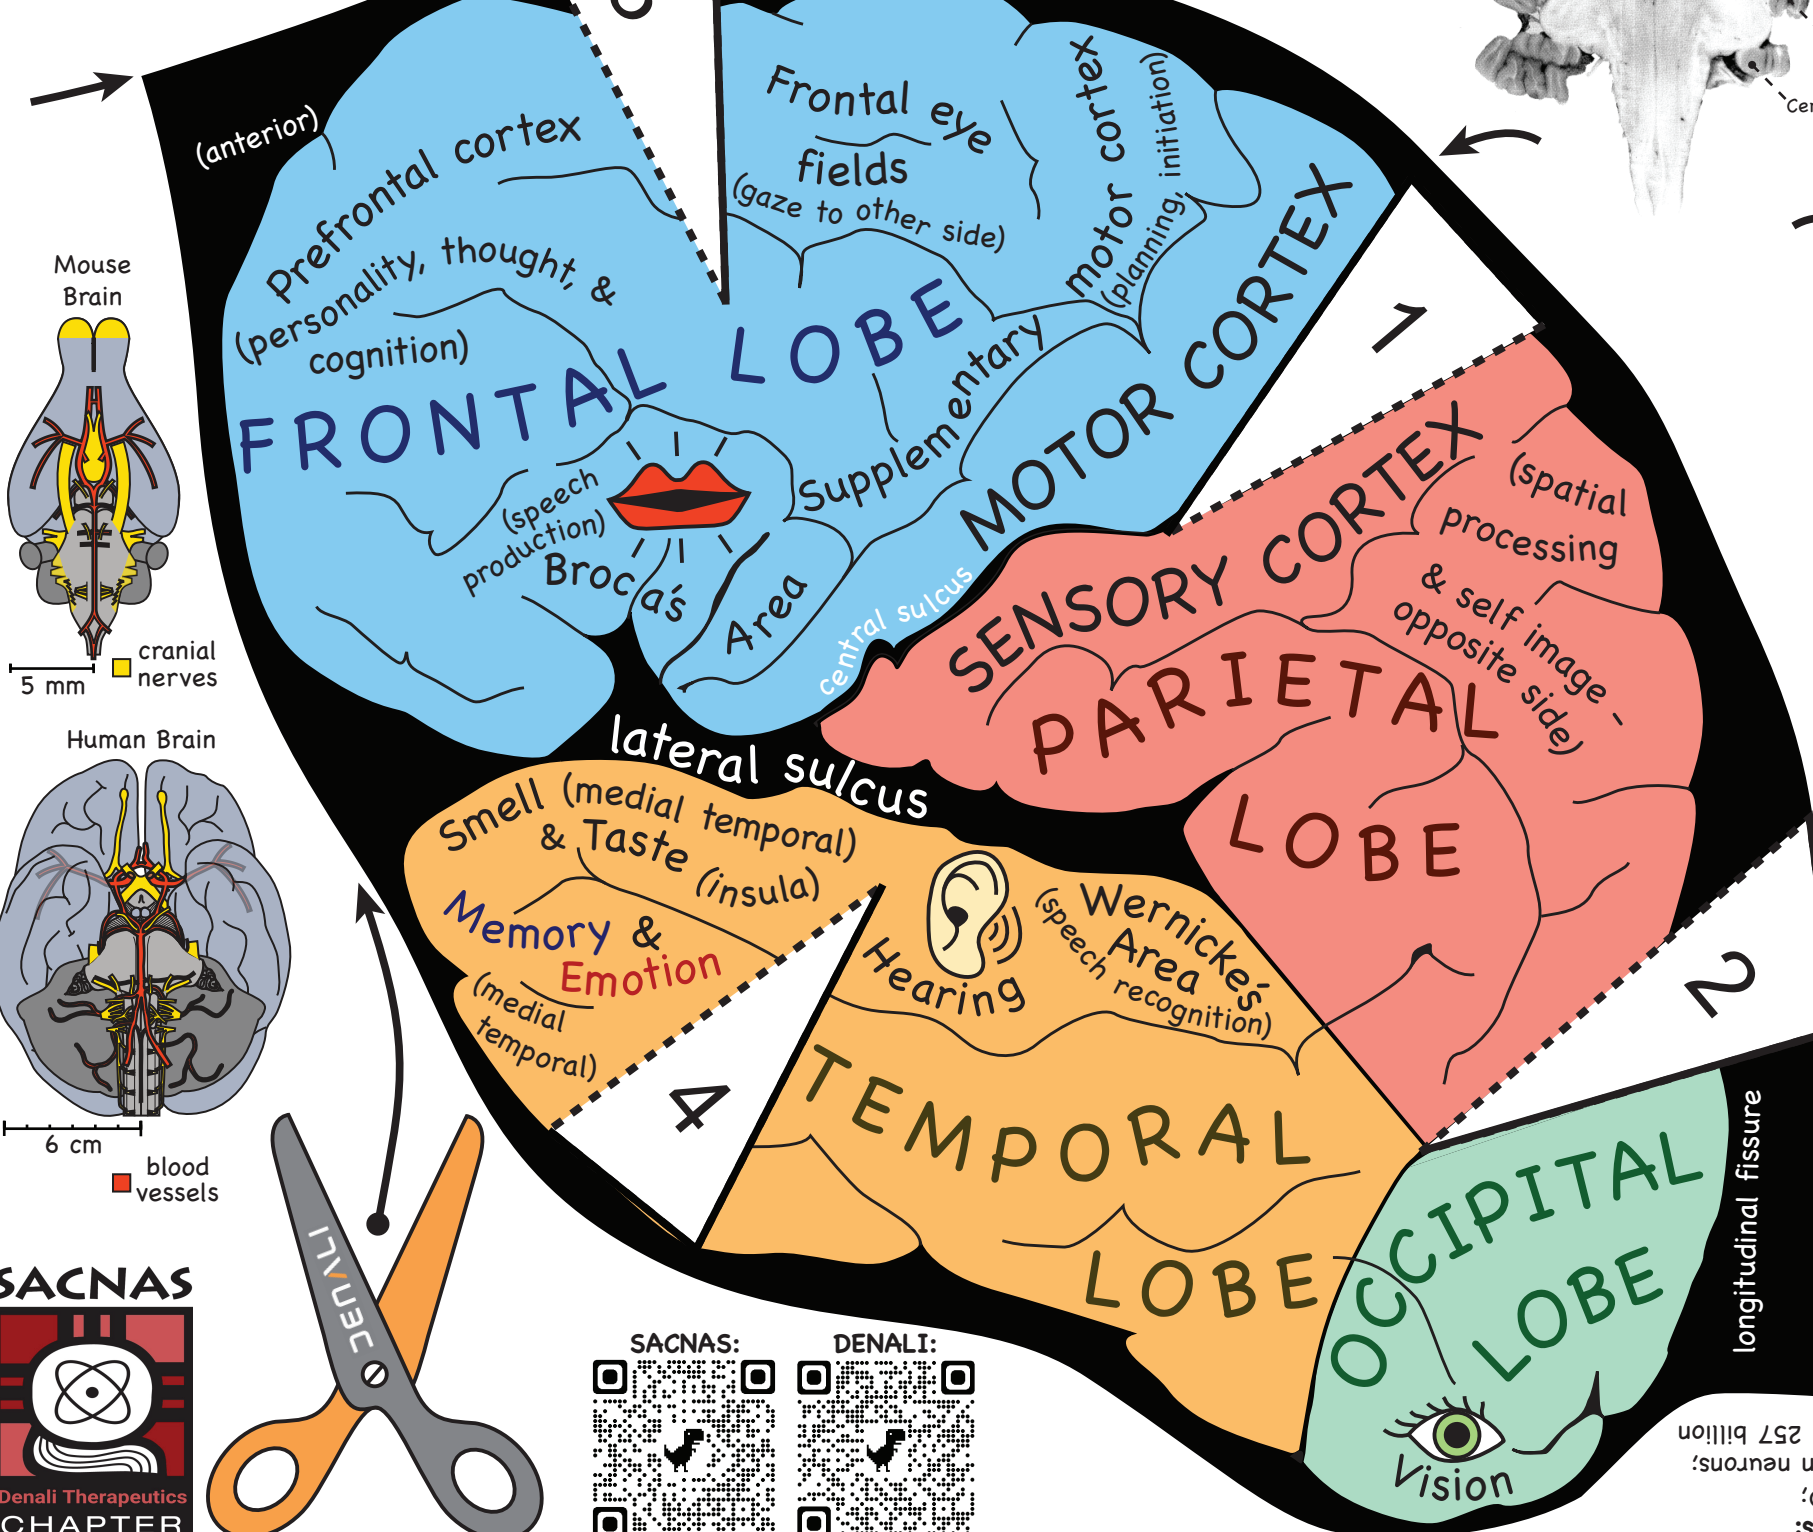 (anterior)
Prefrontal cortex
(personality, thought, &
cognition)
Frontal eye
fields
(gaze to other side)
Supplementary motor cortex
(planning, initiation)
MOTOR CORTEX
FRONTAL LOBE
(speech
production)
Broca's
Area
central sulcus
1
SENSORY CORTEX
(spatial
processing
& self image -
opposite side)
PARIETAL
LOBE
2
lateral sulcus
Smell (medial temporal)
& Taste (insula)
Memory &
Emotion
(medial
temporal)
4
Hearing
Wernicke's
Area
(speech recognition)
TEMPORAL
LOBE
OCCIPITAL
LOBE
Vision
longitudinal fissure
257 billion
neurons;
Mouse
Brain
5 mm
cranial
nerves
Human Brain
6 cm
blood
vessels
DENALI
SACNAS
Denali Therapeutics
CHAPTER
SACNAS:
DENALI: